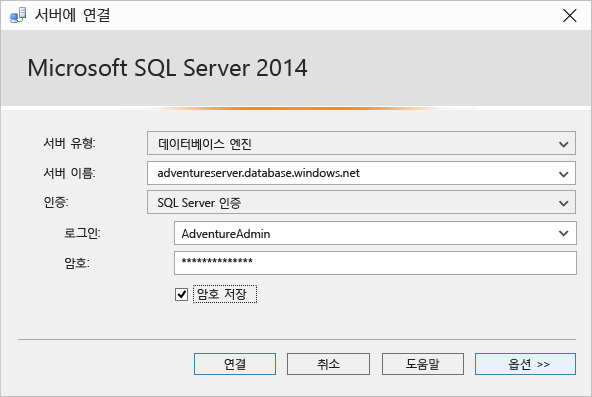 서버에 연결
Microsoft SQL Server 2014
서버 유형: 데이터베이스 엔진
서버 이름: adventureserver.database.windows.net
인증: SQL Server 인증
로그인: AdventureAdmin
암호: **************
암호 저장
연결 취소 도움말 옵션 >>